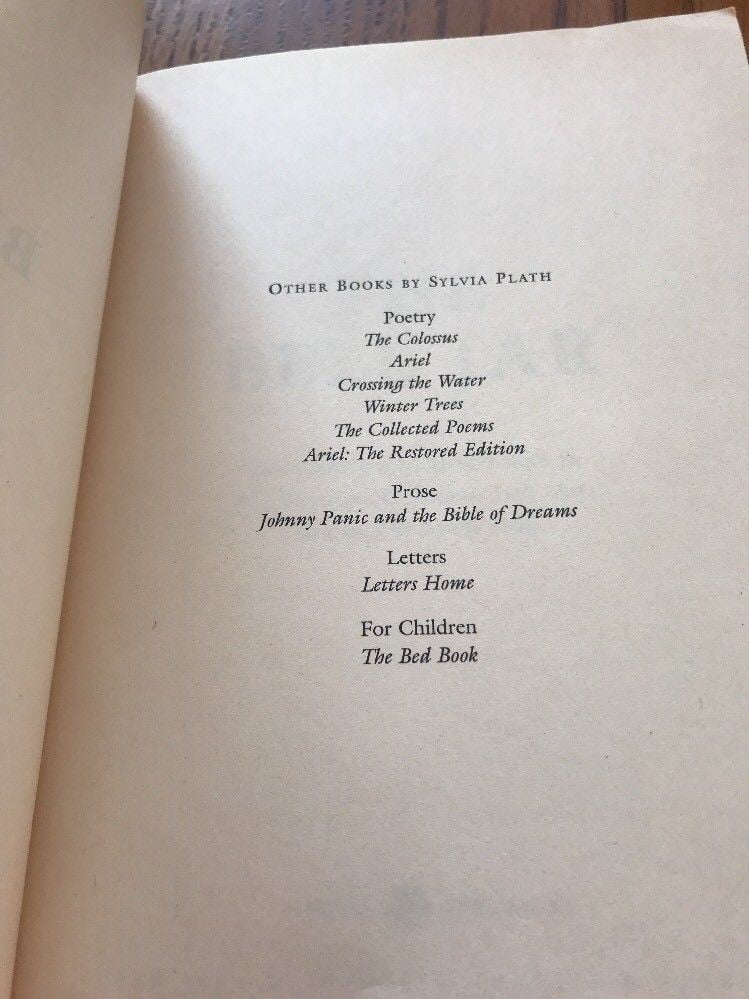 OTHER BOOKS BY SYLVIA PLATH
Poetry
The Colossus
Ariel
Crossing the Water
Winter Trees
The Collected Poems
Ariel: The Restored Edition
Prose
Johnny Panic and the Bible of Dreams
Letters
Letters Home
For Children
The Bed Book